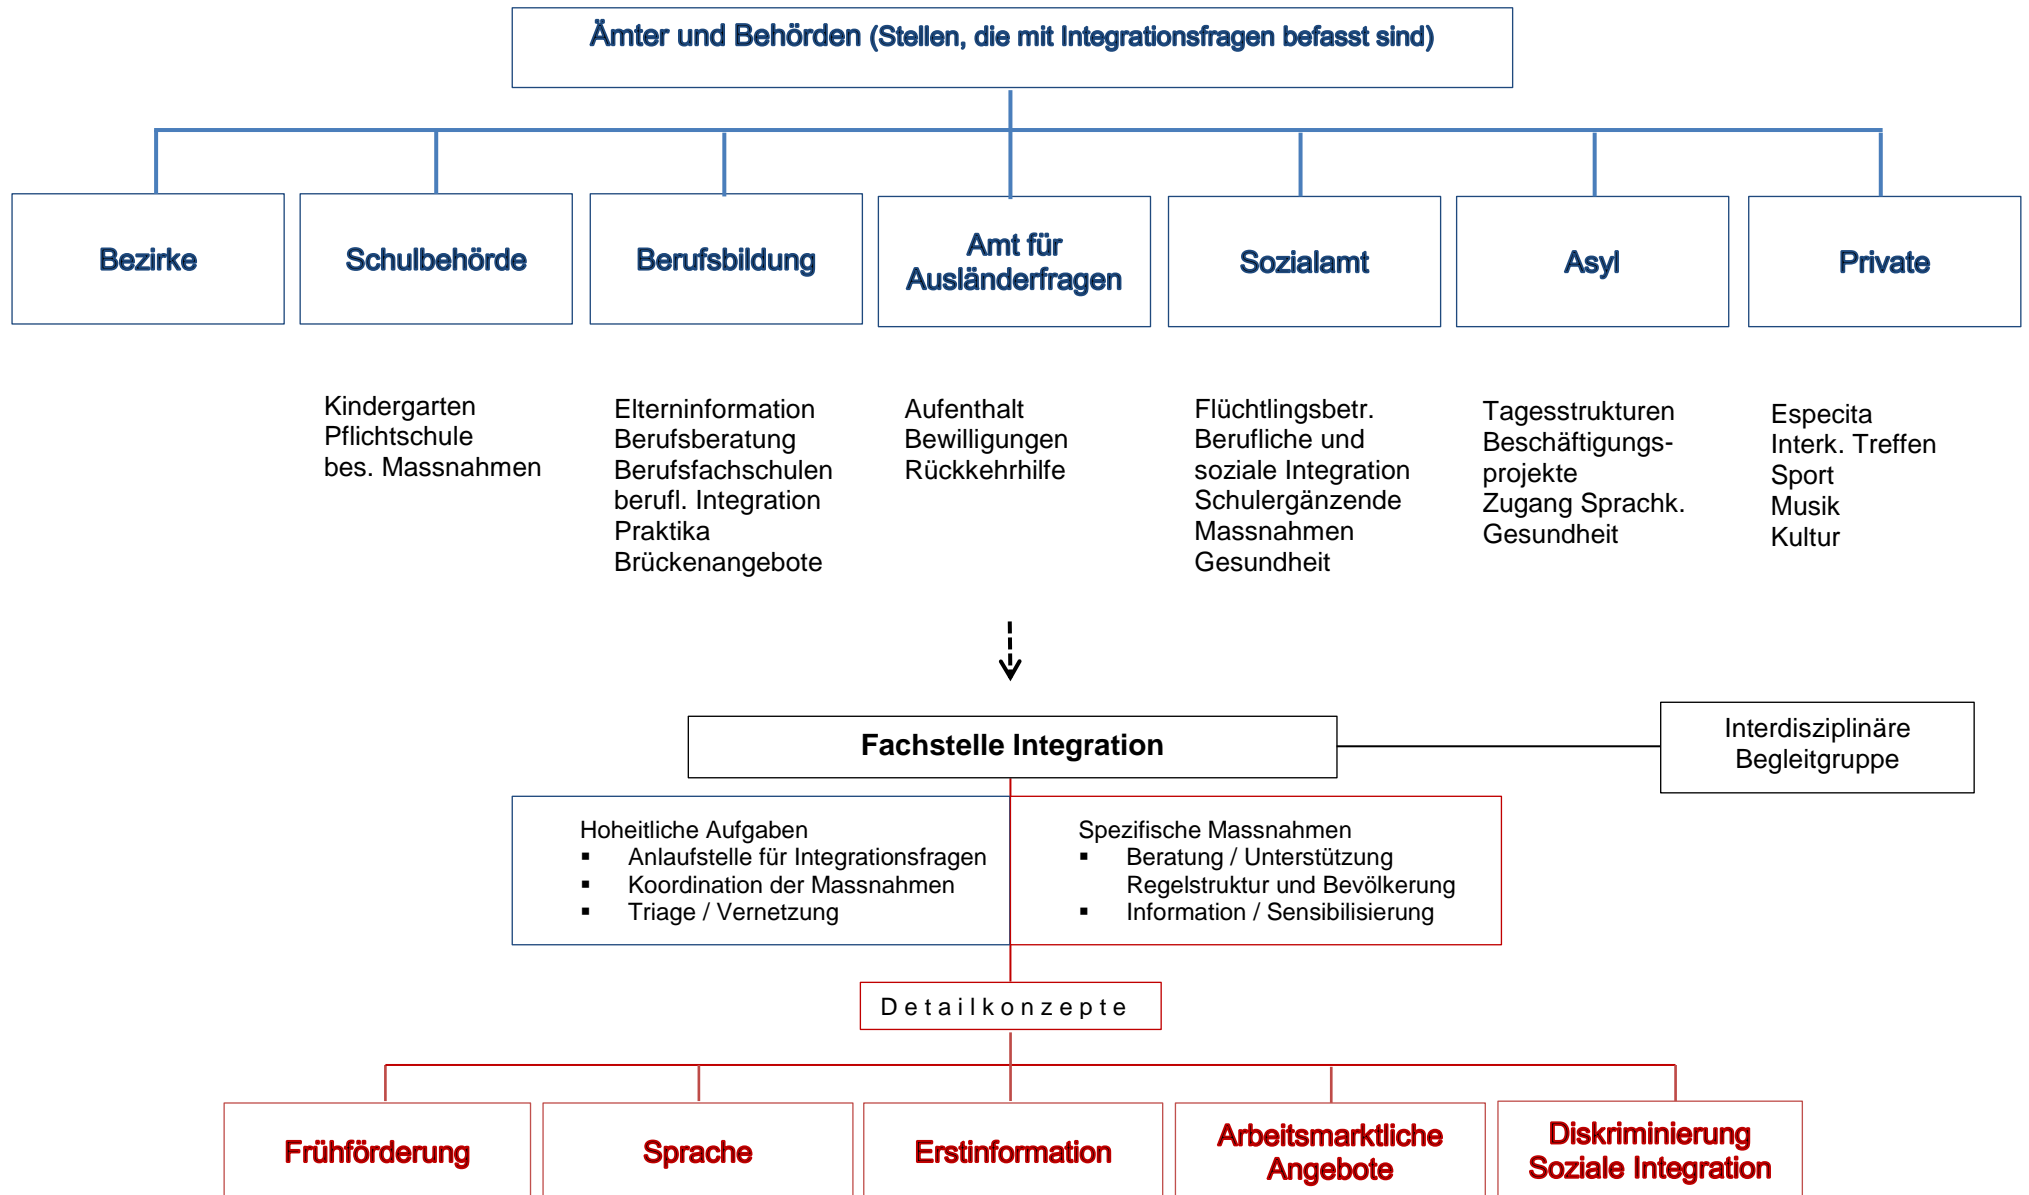 Ämter und Behörden (Stellen, die mit Integrationsfragen befasst sind)
Bezirke
Schulbehörde
Berufsbildung
Amt für
Ausländerfragen
Sozialamt
Asyl
Private
Kindergarten
Pflichtschule
bes. Massnahmen
Elterninformation
Berufsberatung
Berufsfachschulen
berufl. Integration
Praktika
Brückenangebote
Aufenthalt
Bewilligungen
Rückkehrhilfe
Flüchtlingsbetr.
Berufliche und
soziale Integration
Schulergänzende
Massnahmen
Gesundheit
Tagesstrukturen
Beschäftigungs-
projekte
Zugang Sprachk.
Gesundheit
Especita
Interk. Treffen
Sport
Musik
Kultur
Fachstelle Integration
Interdisziplinäre
Begleitgruppe
Hoheitliche Aufgaben
▪ Anlaufstelle für Integrationsfragen
▪ Koordination der Massnahmen
▪ Triage / Vernetzung
Spezifische Massnahmen
▪ Beratung / Unterstützung
Regelstruktur und Bevölkerung
▪ Information / Sensibilisierung
Detailkonzepte
Frühförderung
Sprache
Erstinformation
Arbeitsmarktliche
Angebote
Diskriminierung
Soziale Integration